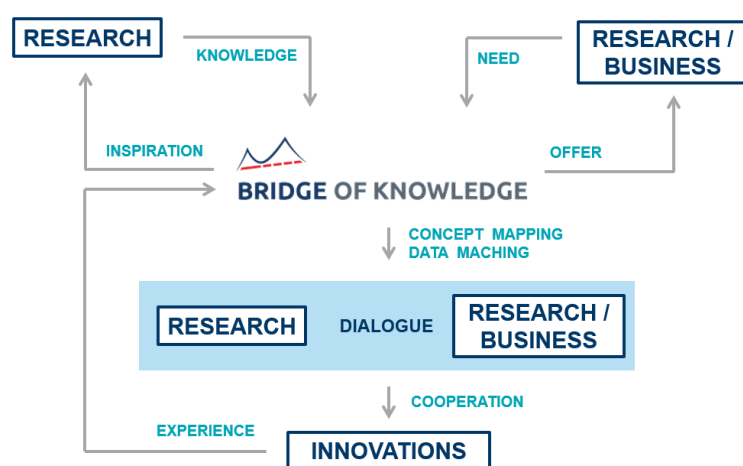 RESEARCH
KNOWLEDGE
NEED
RESEARCH /
BUSINESS
INSPIRATION
OFFER
BRIDGE OF KNOWLEDGE
CONCEPT MAPPING
DATA MACHING
RESEARCH
DIALOGUE
RESEARCH /
BUSINESS
COOPERATION
EXPERIENCE
INNOVATIONS